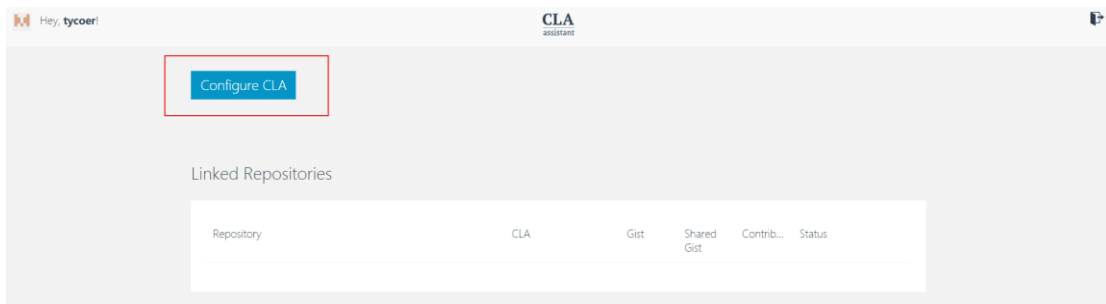 Hey, tycoer!
CLA
assistant
Configure CLA
Linked Repositories
Repository CLA Gist Shared Gist Contrib... Status